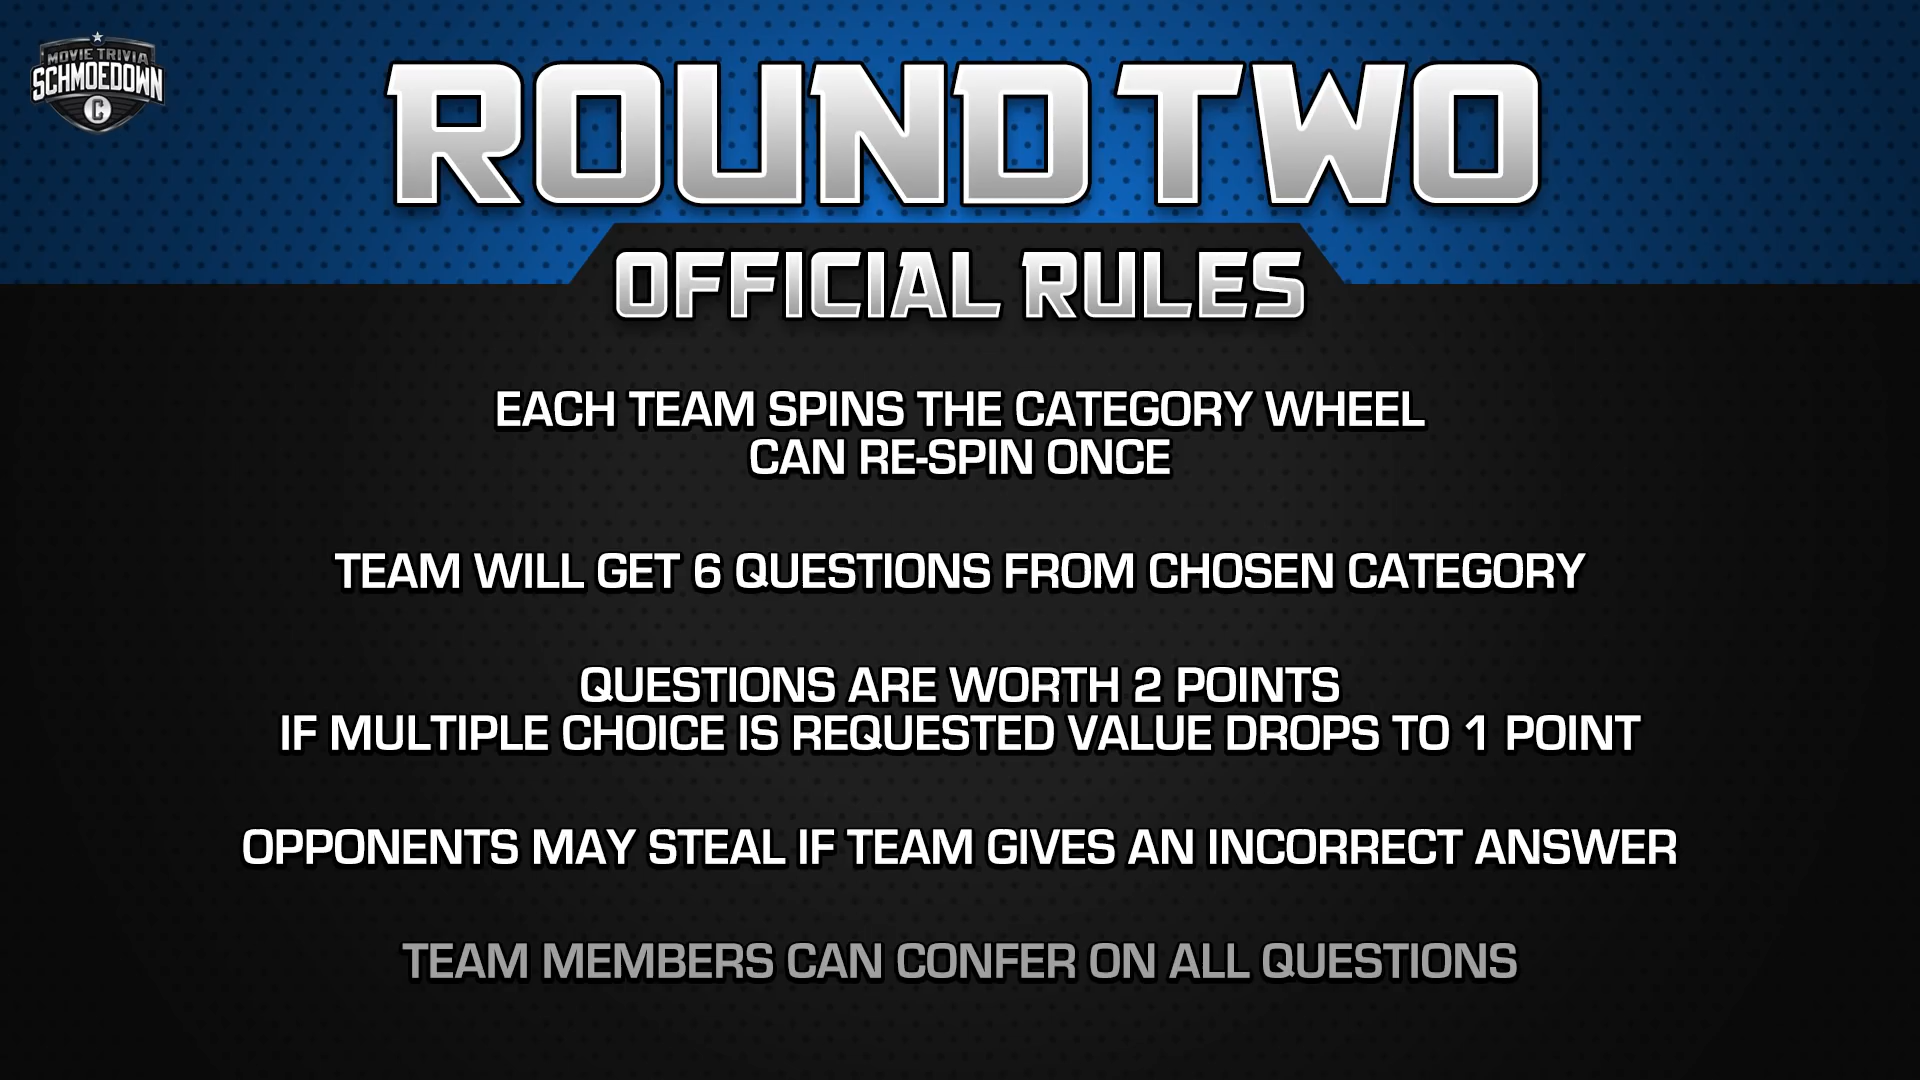 MOVIE TRIVIA
SCHMOEDOWN
C
ROUND TWO
OFFICIAL RULES
EACH TEAM SPINS THE CATEGORY WHEEL
CAN RE-SPIN ONCE
TEAM WILL GET 6 QUESTIONS FROM CHOSEN CATEGORY
QUESTIONS ARE WORTH 2 POINTS
IF MULTIPLE CHOICE IS REQUESTED VALUE DROPS TO 1 POINT
OPPONENTS MAY STEAL IF TEAM GIVES AN INCORRECT ANSWER
TEAM MEMBERS CAN CONFER ON ALL QUESTIONS